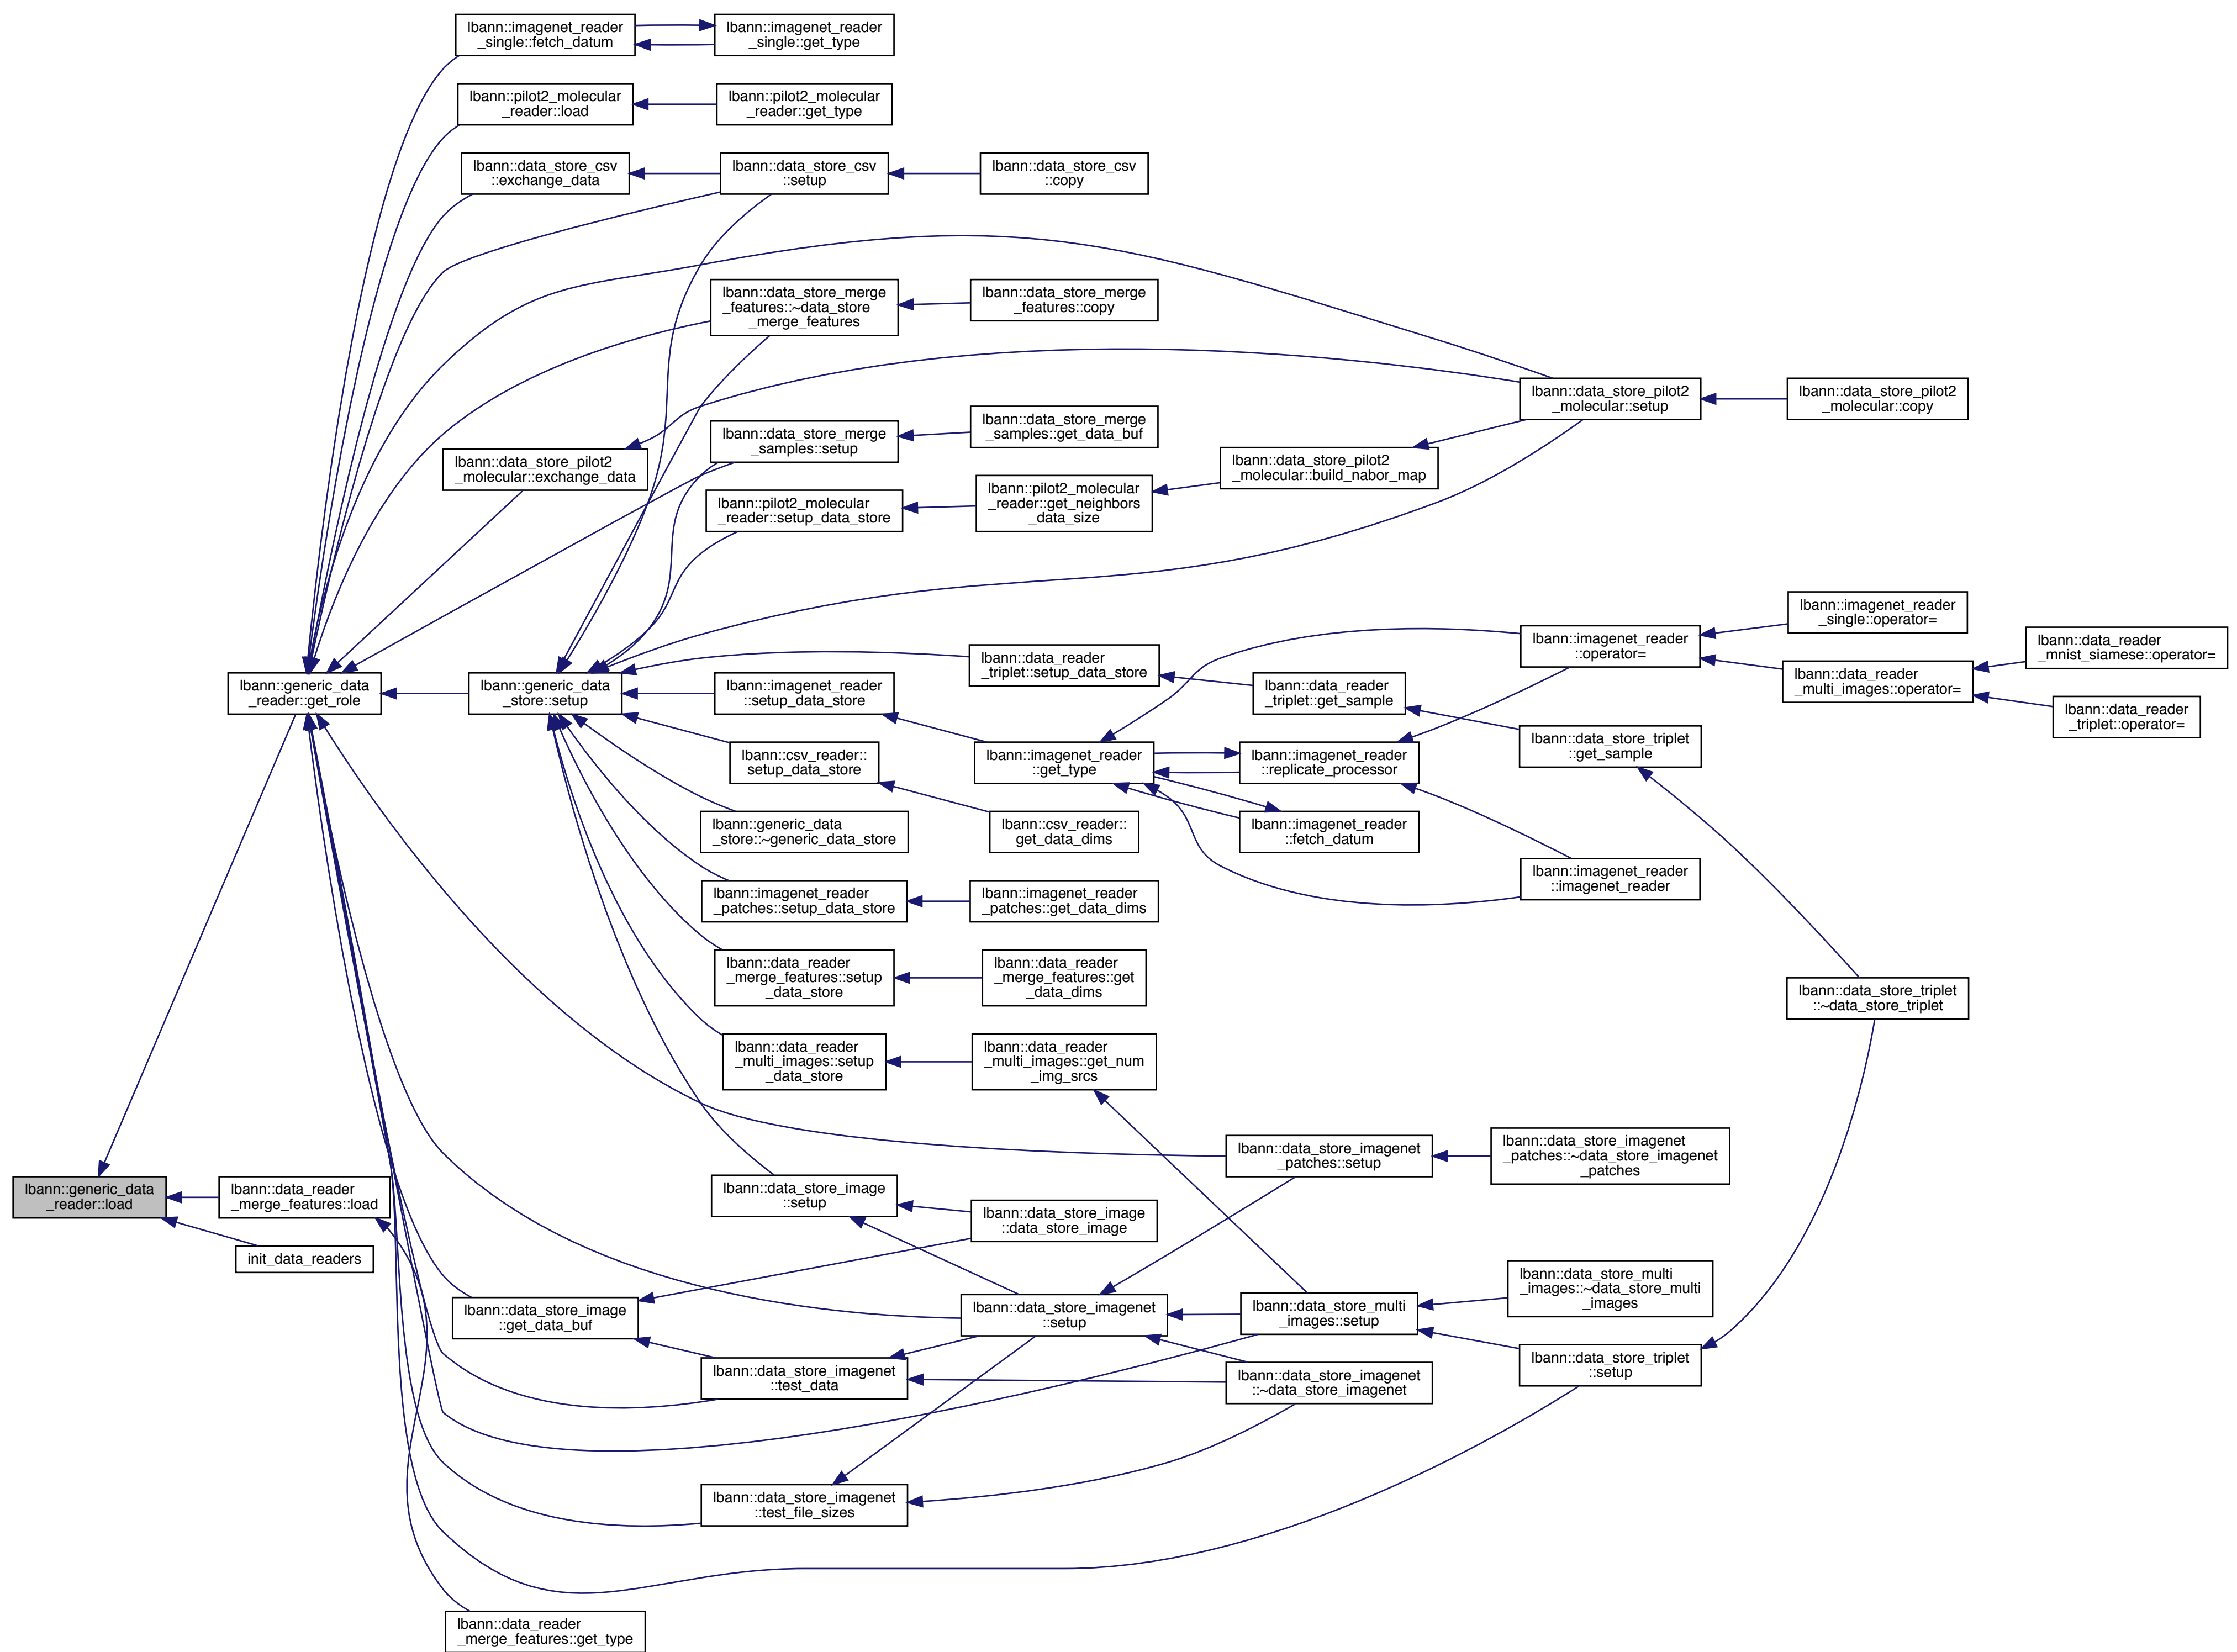 lbann::imagenet_reader
_single::fetch_datum
lbann::imagenet_reader
_single::get_type
lbann::pilot2_molecular
_reader::load
lbann::pilot2_molecular
_reader::get_type
lbann::data_store_csv
::exchange_data
lbann::data_store_csv
::setup
lbann::data_store_csv
::copy
lbann::data_store_merge
_features::~data_store
_merge_features
lbann::data_store_merge
_features::copy
lbann::data_store_pilot2
_molecular::setup
lbann::data_store_pilot2
_molecular::copy
lbann::data_store_merge
_samples::setup
lbann::data_store_merge
_samples::get_data_buf
lbann::data_store_pilot2
_molecular::exchange_data
lbann::data_store_pilot2
_molecular::build_nabor_map
lbann::pilot2_molecular
_reader::setup_data_store
lbann::pilot2_molecular
_reader::get_neighbors
_data_size
lbann::imagenet_reader
_single::operator=
lbann::imagenet_reader
::operator=
lbann::data_reader
_mnist_siamese::operator=
lbann::data_reader
_multi_images::operator=
lbann::data_reader
_triplet::operator=
lbann::data_reader
_triplet::setup_data_store
lbann::data_reader
_triplet::get_sample
lbann::generic_data
_reader::get_role
lbann::generic_data
_store::setup
lbann::imagenet_reader
::setup_data_store
lbann::data_store_triplet
::get_sample
lbann::csv_reader::
setup_data_store
lbann::imagenet_reader
::get_type
lbann::imagenet_reader
::replicate_processor
lbann::generic_data
_store::~generic_data_store
lbann::csv_reader::
get_data_dims
lbann::imagenet_reader
::fetch_datum
lbann::imagenet_reader
::imagenet_reader
lbann::imagenet_reader
_patches::setup_data_store
lbann::imagenet_reader
_patches::get_data_dims
lbann::data_reader
_merge_features::setup
_data_store
lbann::data_reader
_merge_features::get
_data_dims
lbann::data_store_triplet
::~data_store_triplet
lbann::data_reader
_multi_images::setup
_data_store
lbann::data_reader
_multi_images::get_num
_img_srcs
lbann::data_store_imagenet
_patches::setup
lbann::data_store_imagenet
_patches::~data_store_imagenet
_patches
lbann::generic_data
_reader::load
lbann::data_reader
_merge_features::load
init_data_readers
lbann::data_store_image
::setup
lbann::data_store_image
::data_store_image
lbann::data_store_image
::get_data_buf
lbann::data_store_imagenet
::setup
lbann::data_store_multi
_images::setup
lbann::data_store_multi
_images::~data_store_multi
_images
lbann::data_store_imagenet
::test_data
lbann::data_store_imagenet
::~data_store_imagenet
lbann::data_store_triplet
::setup
lbann::data_store_imagenet
::test_file_sizes
lbann::data_reader
_merge_features::get_type